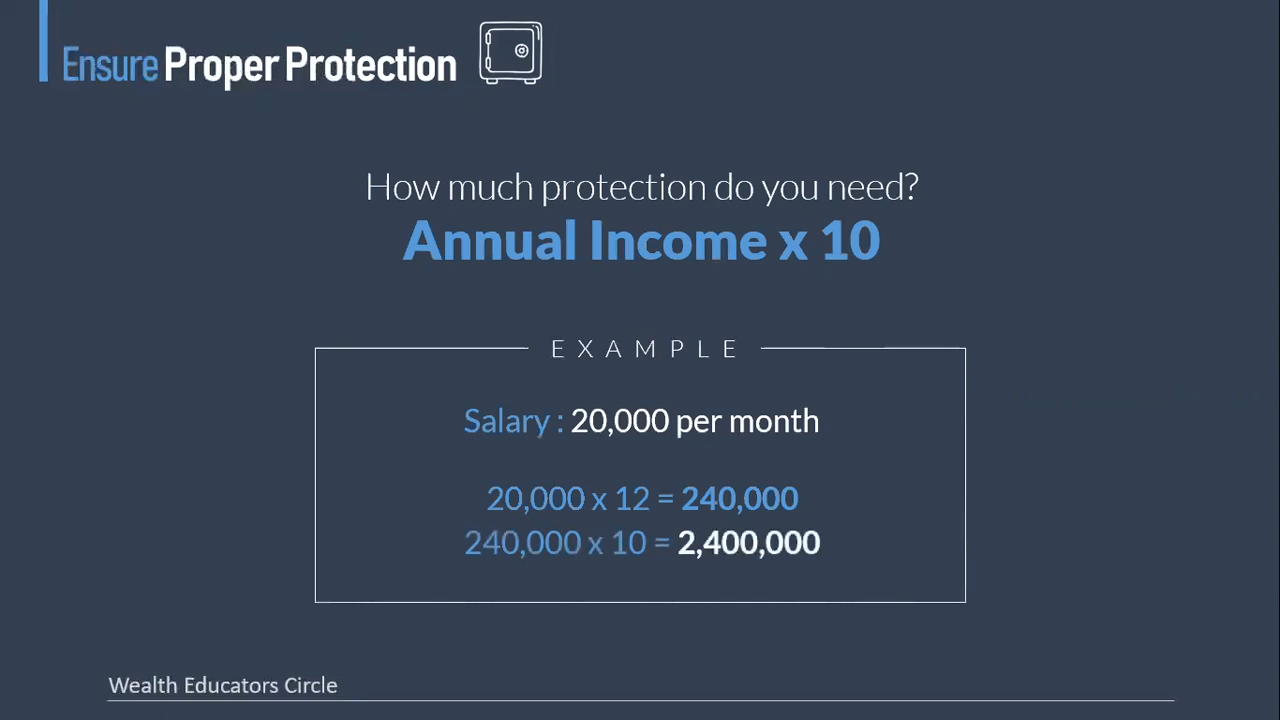 Ensure Proper Protection
How much protection do you need?
Annual Income x 10
EXAMPLE
Salary : 20,000 per month
20,000 x 12 = 240,000
240,000 x 10 = 2,400,000
Wealth Educators Circle